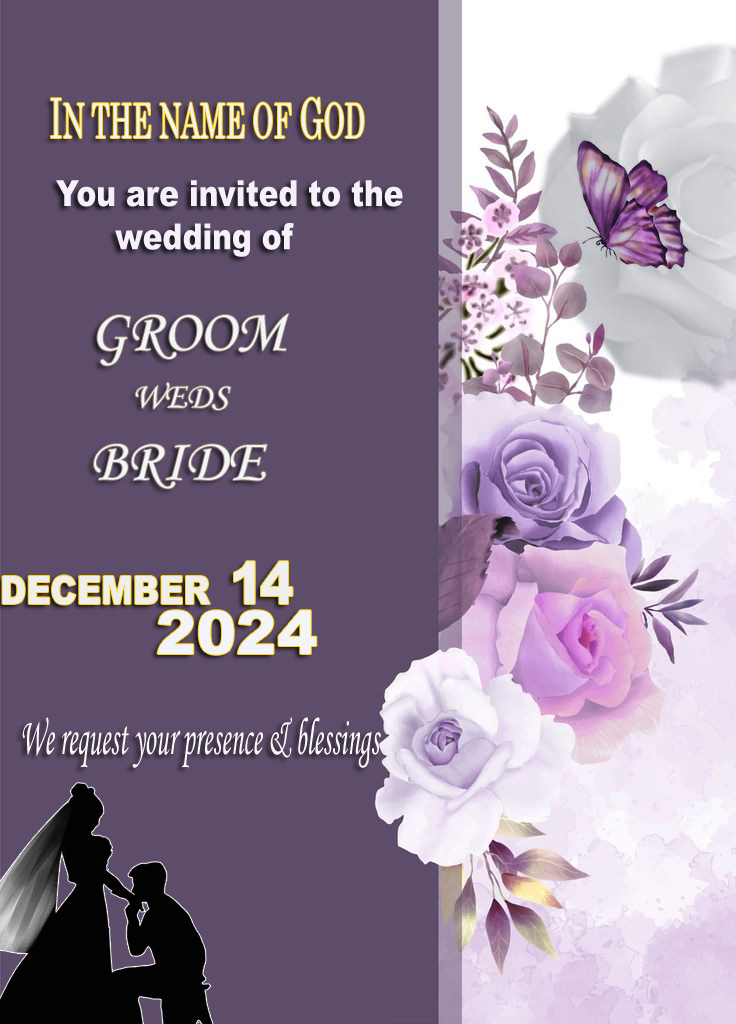 IN THE NAME OF GOD
You are invited to the
wedding of
GROOM
WEDS
BRIDE
DECEMBER 14
2024
We request your presence & blessings